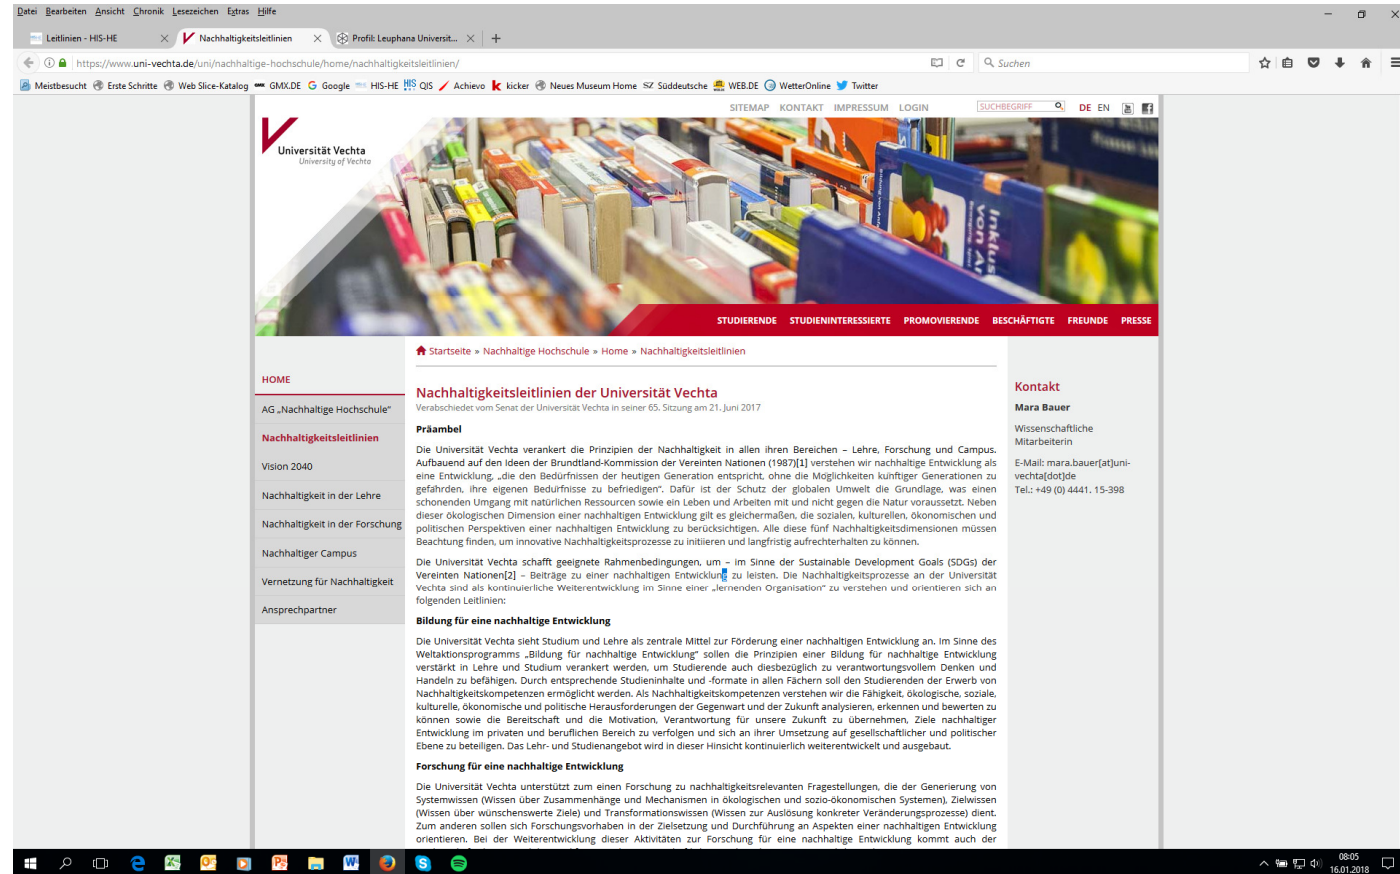 Datei Bearbeiten Ansicht Chronik Lesezeichen Extras Hilfe
Leitlinien - HIS-HE
Nachhaltigkeitsleitlinien
Profil: Leuphana Universit...
https://www.uni-vechta.de/uni/nachhaltige-hochschule/home/nachhaltigkeitsleitlinien/
Suchen
Meistbesucht Erste Schritte Web Slice-Katalog GMX GMX.DE Google HIS-HE HIS QIS Achievo kicker Neues Museum Home SZ Süddeutsche WEB.DE WetterOnline Twitter
SITEMAP KONTAKT IMPRESSUM LOGIN SUCHBEGRIFF DE EN
Universität Vechta
University of Vechta
Inklus
von An
STUDIERENDE STUDIENINTERESSIERTE PROMOVIERENDE BESCHÄFTIGTE FREUNDE PRESSE
Startseite » Nachhaltige Hochschule » Home » Nachhaltigkeitsleitlinien
HOME
AG „Nachhaltige Hochschule“
Nachhaltigkeitsleitlinien
Vision 2040
Nachhaltigkeit in der Lehre
Nachhaltigkeit in der Forschung
Nachhaltiger Campus
Vernetzung für Nachhaltigkeit
Ansprechpartner
Nachhaltigkeitsleitlinien der Universität Vechta
Verabschiedet vom Senat der Universität Vechta in seiner 65. Sitzung am 21. Juni 2017
Präambel
Die Universität Vechta verankert die Prinzipien der Nachhaltigkeit in allen ihren Bereichen – Lehre, Forschung und Campus.
Aufbauend auf den Ideen der Brundtland-Kommission der Vereinten Nationen (1987)[1] verstehen wir nachhaltige Entwicklung als
eine Entwicklung, „die den Bedürfnissen der heutigen Generation entspricht, ohne die Möglichkeiten künftiger Generationen zu
gefährden, ihre eigenen Bedürfnisse zu befriedigen“. Dafür ist der Schutz der globalen Umwelt die Grundlage, was einen
schonenden Umgang mit natürlichen Ressourcen sowie ein Leben und Arbeiten mit und nicht gegen die Natur voraussetzt. Neben
dieser ökologischen Dimension einer nachhaltigen Entwicklung gilt es gleichermaßen, die sozialen, kulturellen, ökonomischen und
politischen Perspektiven einer nachhaltigen Entwicklung zu berücksichtigen. Alle diese fünf Nachhaltigkeitsdimensionen müssen
Beachtung finden, um innovative Nachhaltigkeitsprozesse zu initiieren und langfristig aufrechterhalten zu können.
Die Universität Vechta schafft geeignete Rahmenbedingungen, um – im Sinne der Sustainable Development Goals (SDGs) der
Vereinten Nationen[2] – Beiträge zu einer nachhaltigen Entwicklung zu leisten. Die Nachhaltigkeitsprozesse an der Universität
Vechta sind als kontinuierliche Weiterentwicklung im Sinne einer „lernenden Organisation“ zu verstehen und orientieren sich an
folgenden Leitlinien:
Bildung für eine nachhaltige Entwicklung
Die Universität Vechta sieht Studium und Lehre als zentrale Mittel zur Förderung einer nachhaltigen Entwicklung an. Im Sinne des
Weltaktionsprogramms „Bildung für nachhaltige Entwicklung“ sollen die Prinzipien einer Bildung für nachhaltige Entwicklung
verstärkt in Lehre und Studium verankert werden, um Studierende auch diesbezüglich zu verantwortungsvollem Denken und
Handeln zu befähigen. Durch entsprechende Studieninhalte und -formate in allen Fächern soll den Studierenden der Erwerb von
Nachhaltigkeitskompetenzen ermöglicht werden. Als Nachhaltigkeitskompetenzen verstehen wir die Fähigkeit, ökologische, soziale,
kulturelle, ökonomische und politische Herausforderungen der Gegenwart und der Zukunft analysieren, erkennen und bewerten zu
können sowie die Bereitschaft und die Motivation, Verantwortung für unsere Zukunft zu übernehmen, Ziele nachhaltiger
Entwicklung im privaten und beruflichen Bereich zu verfolgen und sich an ihrer Umsetzung auf gesellschaftlicher und politischer
Ebene zu beteiligen. Das Lehr- und Studienangebot wird in dieser Hinsicht kontinuierlich weiterentwickelt und ausgebaut.
Forschung für eine nachhaltige Entwicklung
Die Universität Vechta unterstützt zum einen Forschung zu nachhaltigkeitsrelevanten Fragestellungen, die der Generierung von
Systemwissen (Wissen über Zusammenhänge und Mechanismen in ökologischen und sozio-ökonomischen Systemen), Zielwissen
(Wissen über wünschenswerte Ziele) und Transformationswissen (Wissen zur Auslösung konkreter Veränderungsprozesse) dient.
Zum anderen sollen sich Forschungsvorhaben in der Zielsetzung und Durchführung an Aspekten einer nachhaltigen Entwicklung
orientieren. Bei der Weiterentwicklung dieser Aktivitäten zur Forschung für eine nachhaltige Entwicklung kommt auch der
Kontakt
Mara Bauer
Wissenschaftliche
Mitarbeiterin
E-Mail: mara.bauer[at]uni-
vechta[dot]de
Tel.: +49 (0) 4441. 15-398
08:05
16.01.2018